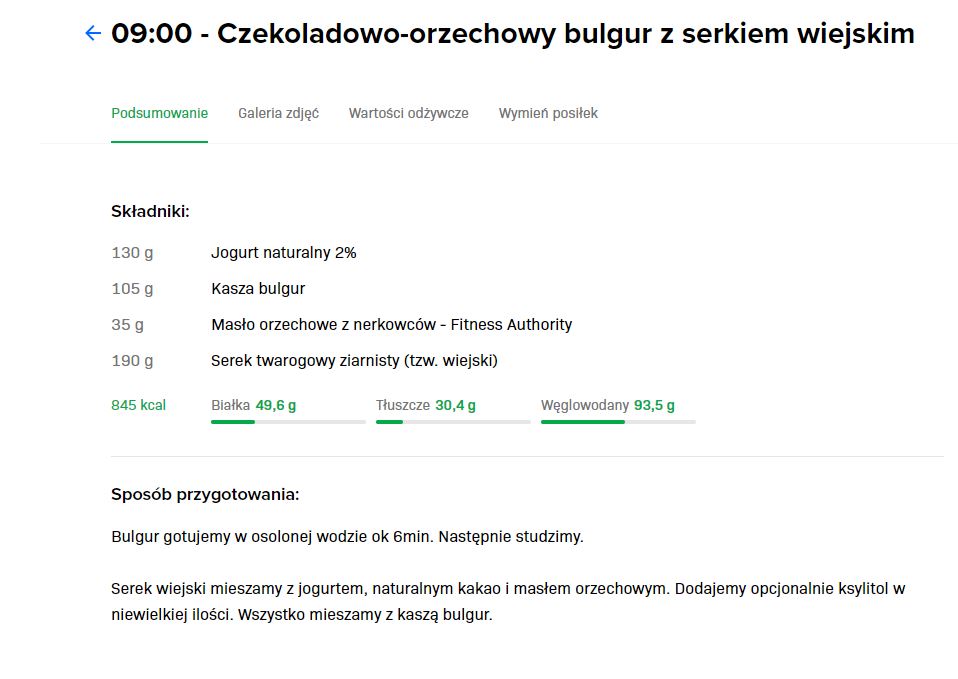 ← 09:00 - Czekoladowo-orzechowy bulgur z serkiem wiejskim
Podsumowanie Galeria zdjęć Wartości odżywcze Wymień posiłek
Składniki:
130 g Jogurt naturalny 2%
105 g Kasza bulgur
35 g Masło orzechowe z nerkowców - Fitness Authority
190 g Serek twarogowy ziarnisty (tzw. wiejski)
845 kcal Białka 49,6 g Tłuszcze 30,4 g Węglowodany 93,5 g
Sposób przygotowania:
Bulgur gotujemy w osolonej wodzie ok 6min. Następnie studzimy.
Serek wiejski mieszamy z jogurtem, naturalnym kakao i masłem orzechowym. Dodajemy opcjonalnie ksylitol w
niewielkiej ilości. Wszystko mieszamy z kaszą bulgur.